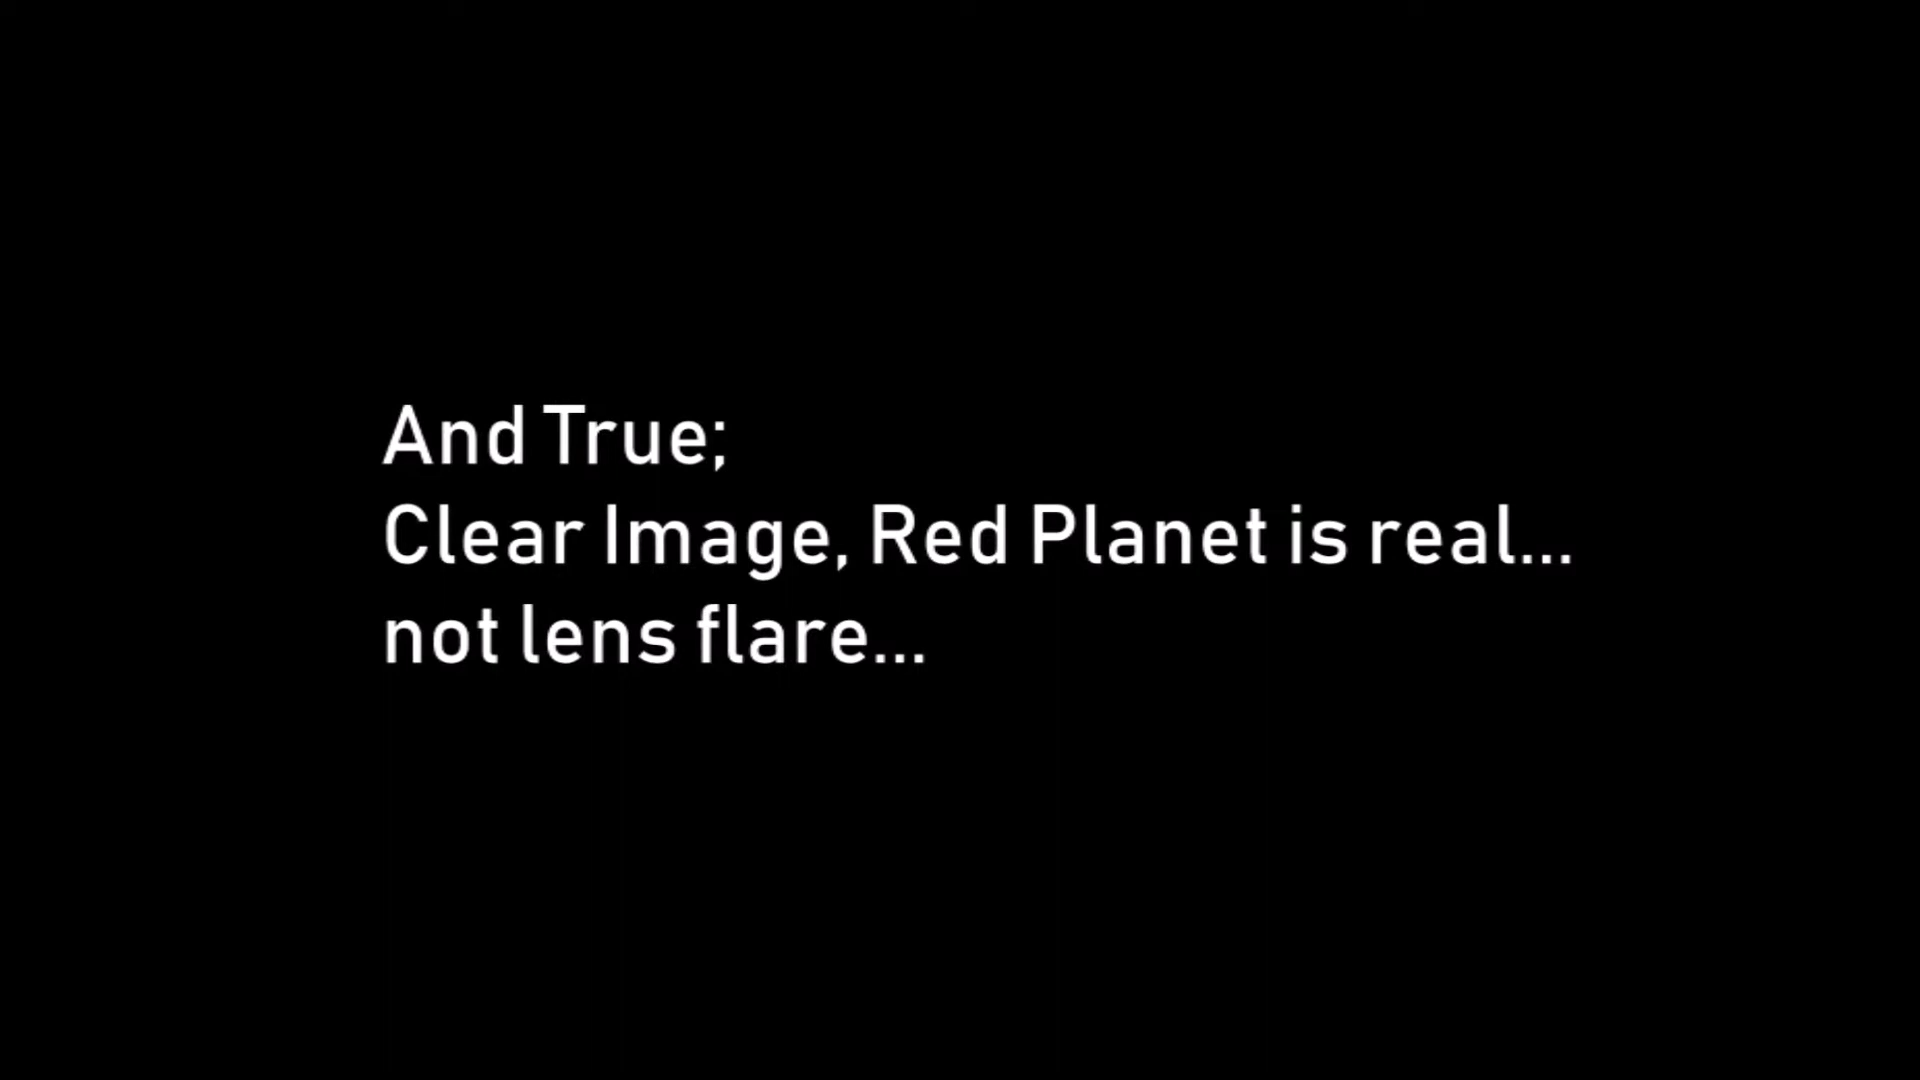 And True;
Clear Image, Red Planet is real...
not lens flare...